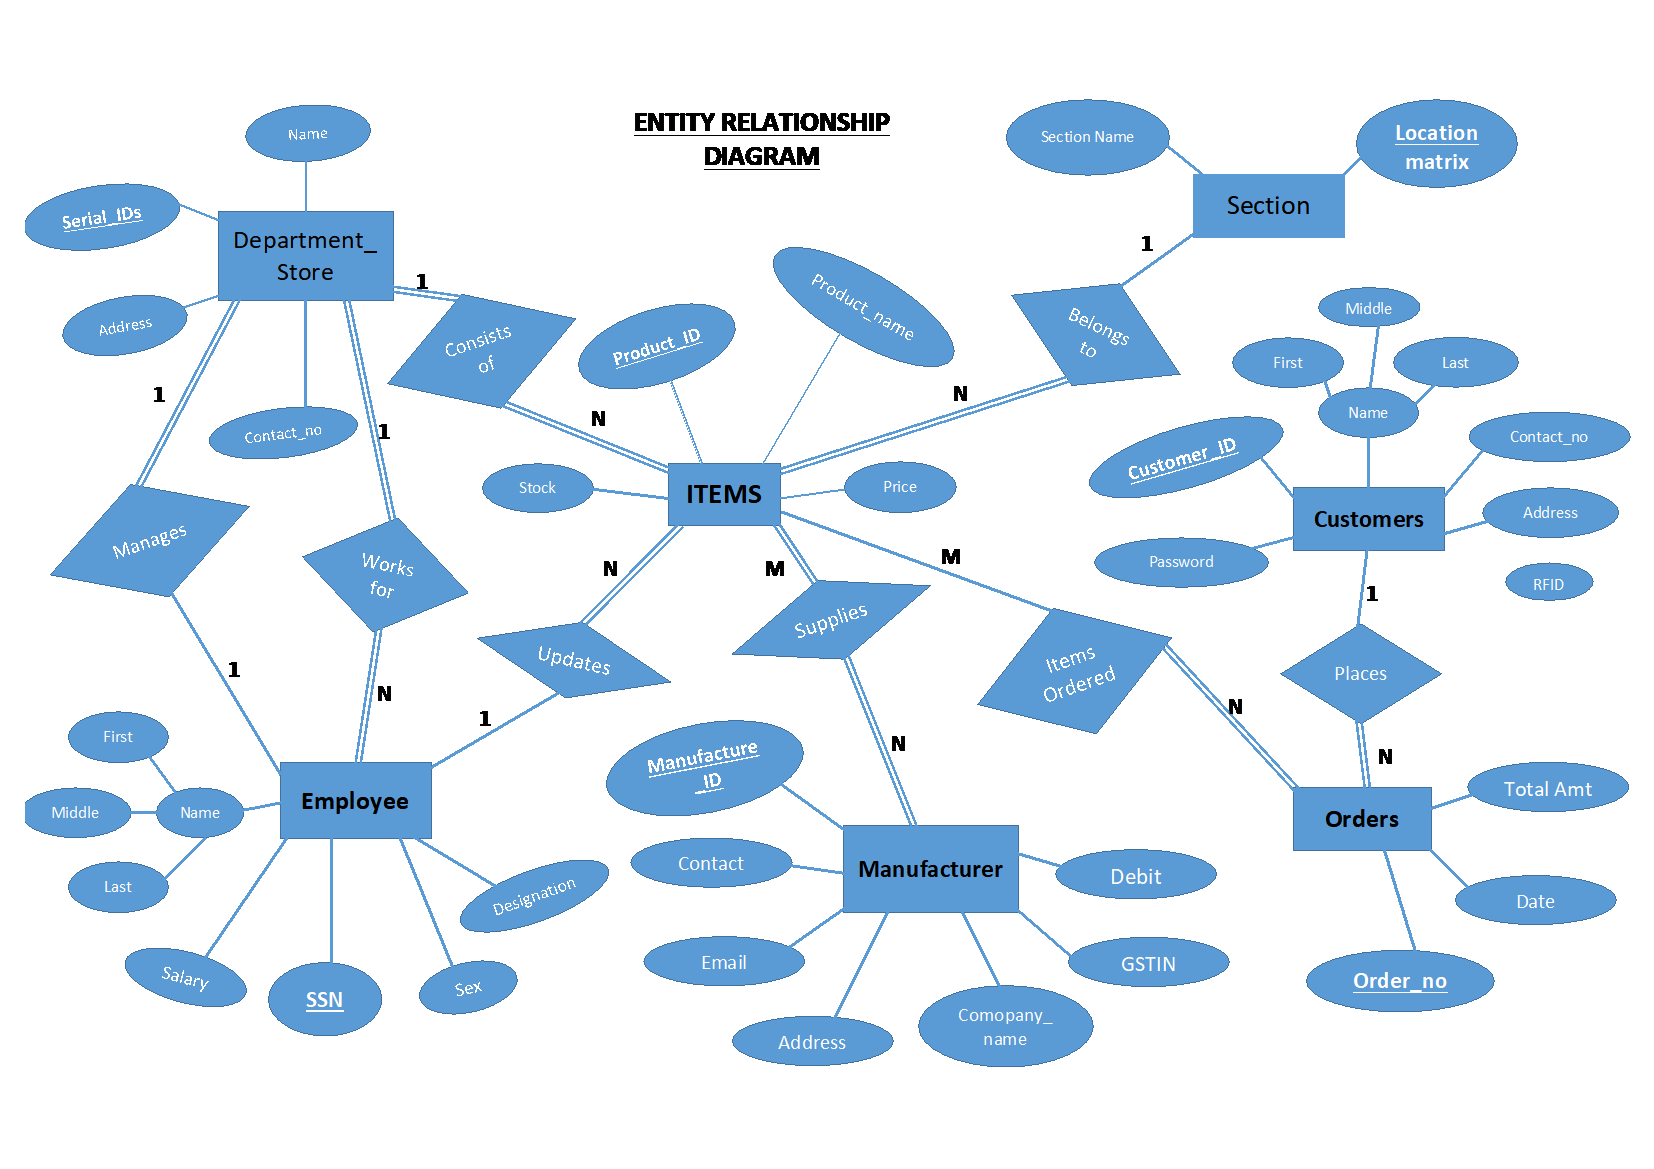 ENTITY RELATIONSHIP
DIAGRAM
Name
Serial_IDs
Department_
Store
Address
Contact_no
1
Consists
of
N
1
Manages
1
1
Works
for
N
Product_ID
Product_name
Stock
ITEMS
Price
Section Name
Location
matrix
Section
1
Belongs
to
N
Middle
First
Last
Name
Customer_ID
Contact_no
Customers
Address
Password
RFID
1
Places
N
N
Updates
1
M
Supplies
N
M
Items
Ordered
N
First
Middle
Name
Last
Employee
Salary
SSN
Sex
Designation
Manufacture
_ID
Contact
Manufacturer
Debit
Email
GSTIN
Address
Comopany_
name
Orders
Total Amt
Date
Order_no